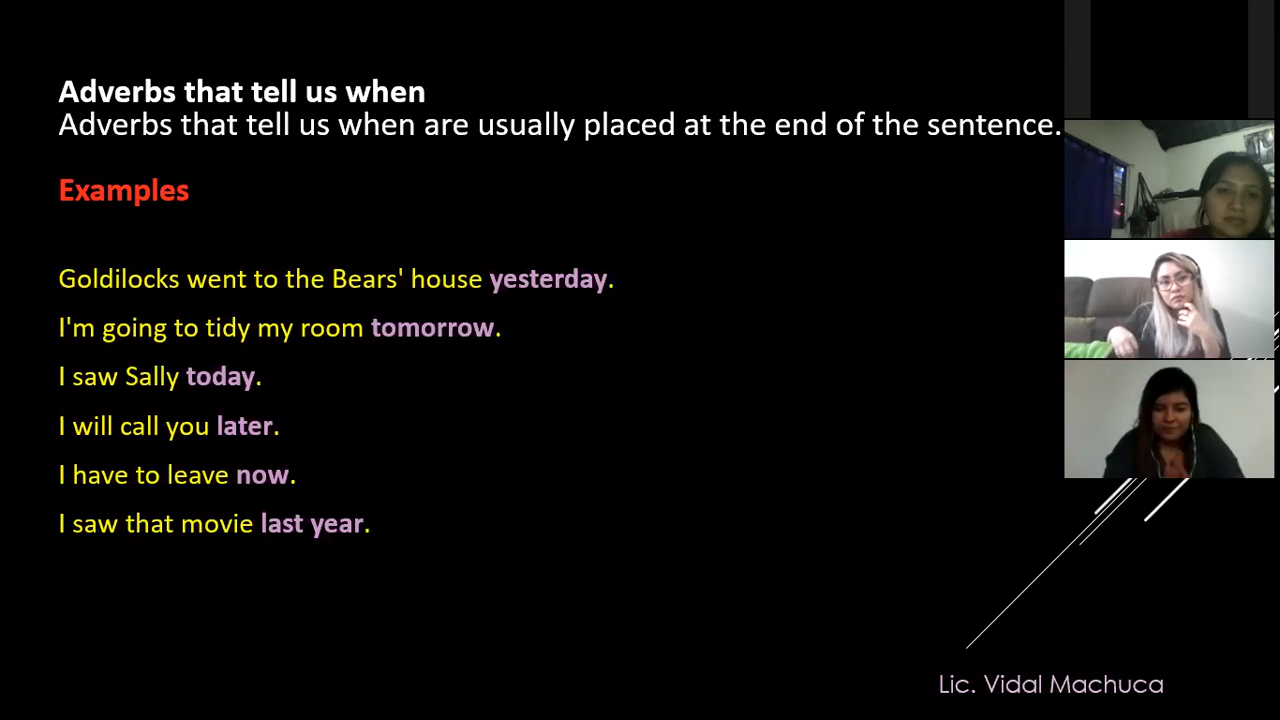 Adverbs that tell us when
Adverbs that tell us when are usually placed at the end of the sentence.
Examples
Goldilocks went to the Bears' house yesterday.
I'm going to tidy my room tomorrow.
I saw Sally today.
I will call you later.
I have to leave now.
I saw that movie last year.
Lic. Vidal Machuca